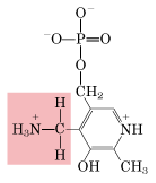 O⁻
⁻O—P=O
O
CH₂
H
+ +
H₃N—C NH
H
OH CH₃